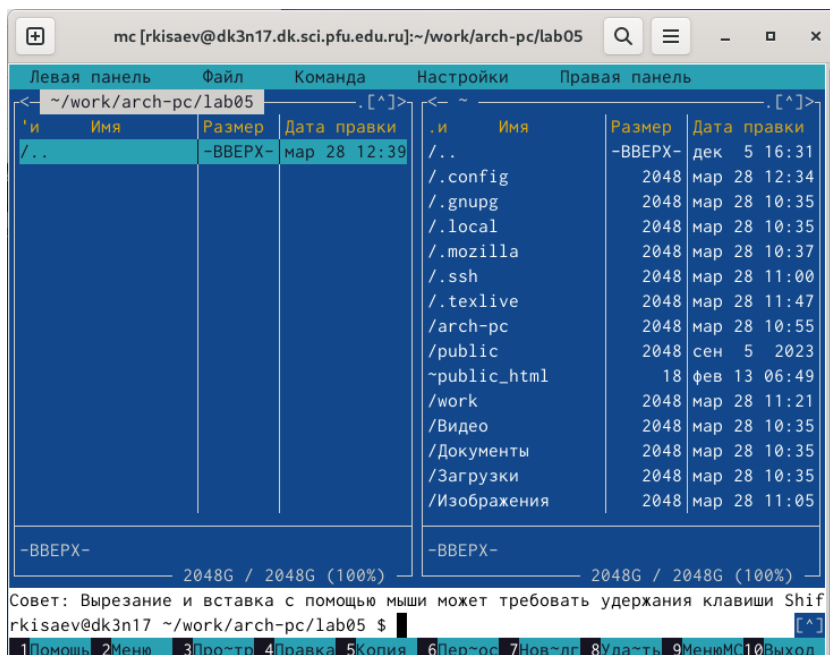 mc [rkisaev@dk3n17.dk.sci.pfu.edu.ru]:~/work/arch-pc/lab05
Левая панель Файл Команда Настройки Правая панель
<— ~/work/arch-pc/lab05 .[^]> <— ~ .[^]>
'и Имя Размер Дата правки .и Имя Размер Дата правки
/.. -ВВЕРХ- мар 28 12:39 /.. -ВВЕРХ- дек 5 16:31
/.config 2048 мар 28 12:34
/.gnupg 2048 мар 28 10:35
/.local 2048 мар 28 10:35
/.mozilla 2048 мар 28 10:37
/.ssh 2048 мар 28 11:00
/.texlive 2048 мар 28 11:47
/arch-pc 2048 мар 28 10:55
/public 2048 сен 5 2023
~public_html 18 фев 13 06:49
/work 2048 мар 28 11:21
/Видео 2048 мар 28 10:35
/Документы 2048 мар 28 10:35
/Загрузки 2048 мар 28 10:35
/Изображения 2048 мар 28 11:05
-ВВЕРХ- -ВВЕРХ-
2048G / 2048G (100%) 2048G / 2048G (100%)
Совет: Вырезание и вставка с помощью мыши может требовать удержания клавиши Shif
rkisaev@dk3n17 ~/work/arch-pc/lab05 $ [^]
1Помощь 2Меню 3Про~тр 4Правка 5Копия 6Пер~ос 7Нов~лг 8Уда~ть 9МенюМС 10Выход